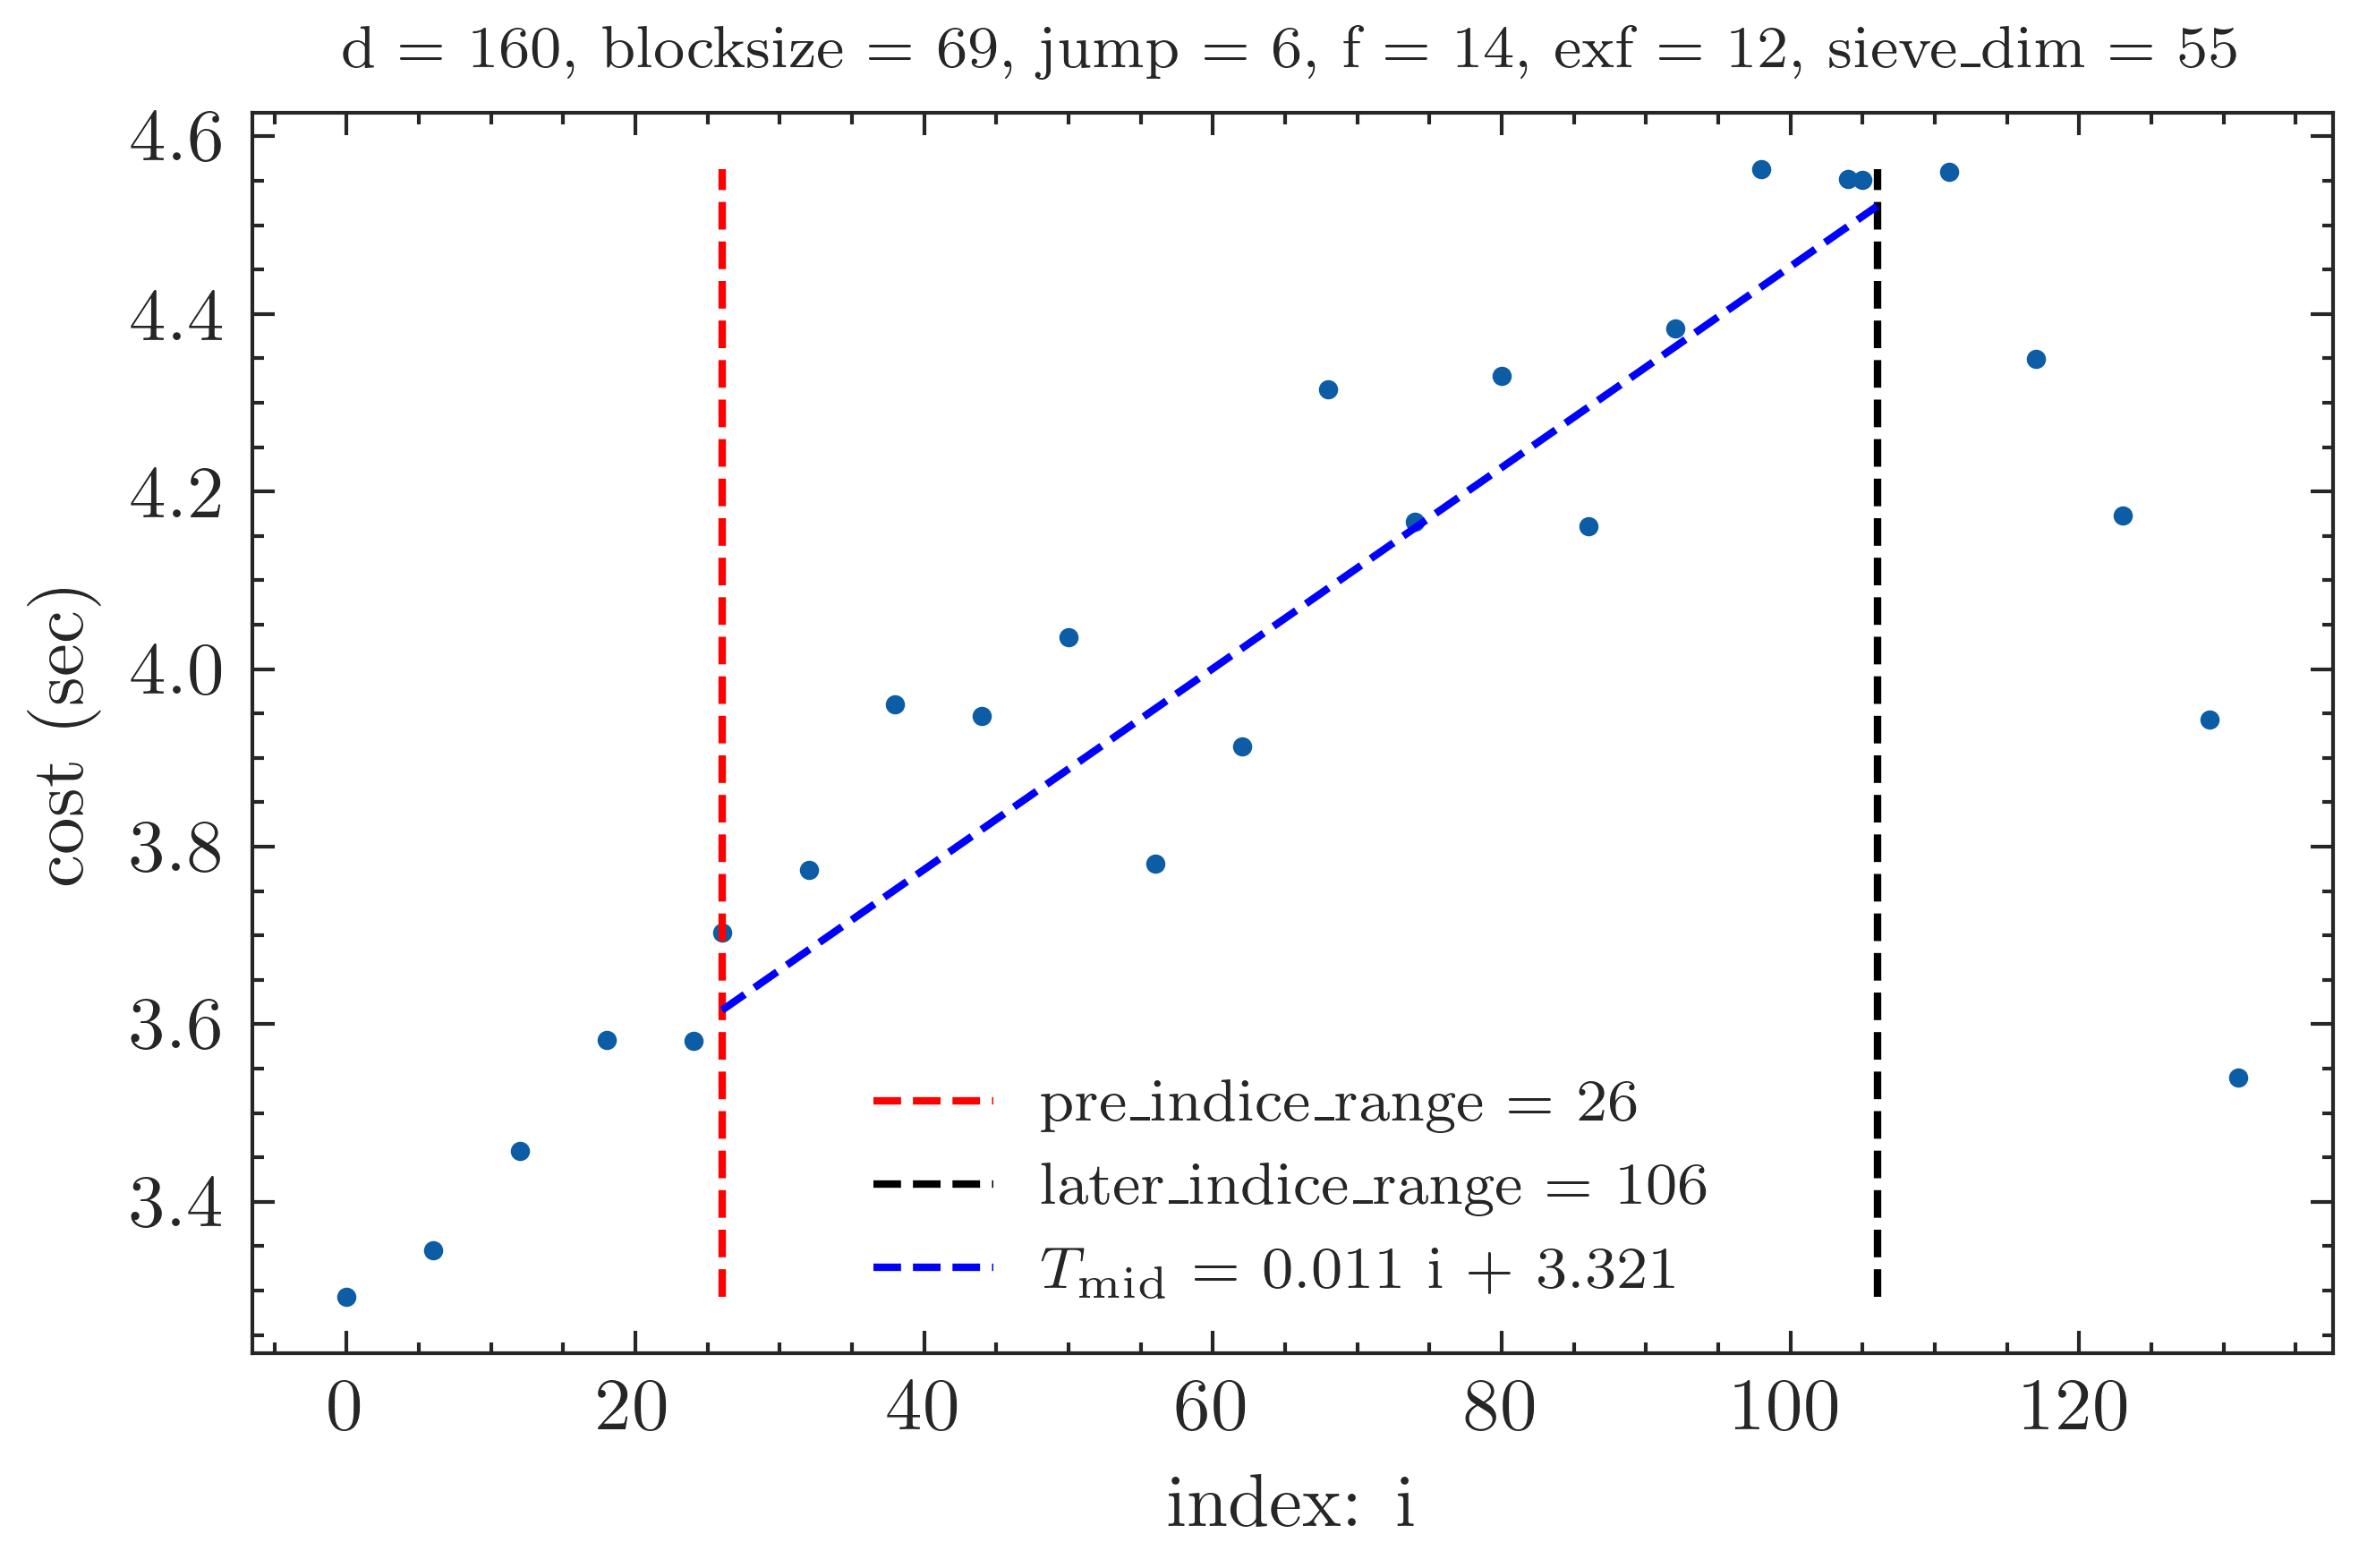 d = 160, blocksize = 69, jump = 6, f = 14, exf = 12, sieve_dim = 55
4.6
4.4
4.2
4.0
3.8
3.6
3.4
cost (sec)
pre_indice_range = 26
later_indice_range = 106
T_mid = 0.011 i + 3.321
0 20 40 60 80 100 120
index: i